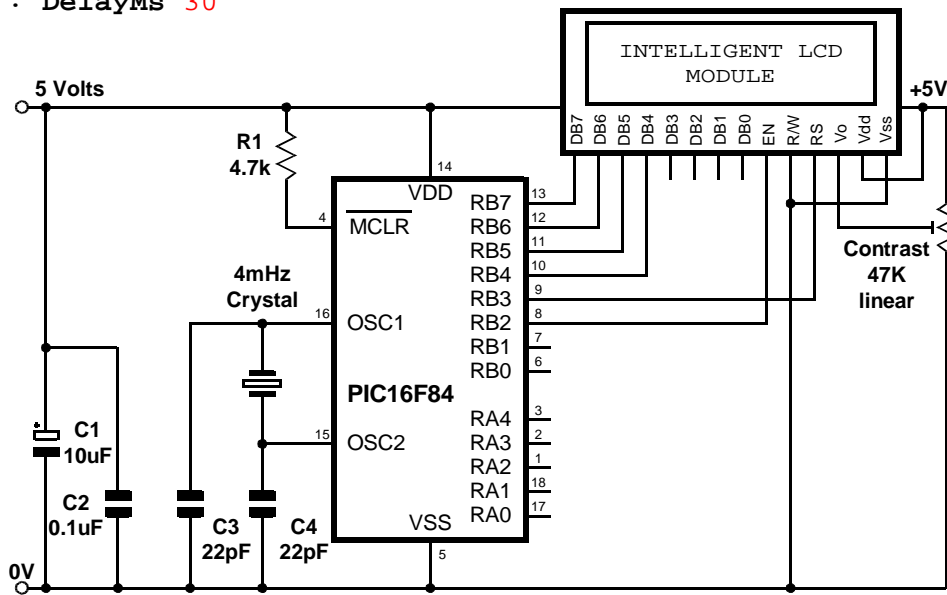 : DelayMs 30
INTELLIGENT LCD
MODULE
5 Volts
+5V
DB7
DB6
DB5
DB4
DB3
DB2
DB1
DB0
EN
R/W
RS
Vo
Vdd
Vss
R1
4.7k
14
VDD
4
MCLR
RB7
13
RB6
12
RB5
11
RB4
10
RB3
9
RB2
8
RB1
7
RB0
6
Contrast
47K
linear
4mHz
Crystal
16
OSC1
PIC16F84
15
OSC2
RA4
3
RA3
2
RA2
1
RA1
18
RA0
17
+
C1
10uF
C2
0.1uF
C3
22pF
C4
22pF
VSS
5
0V